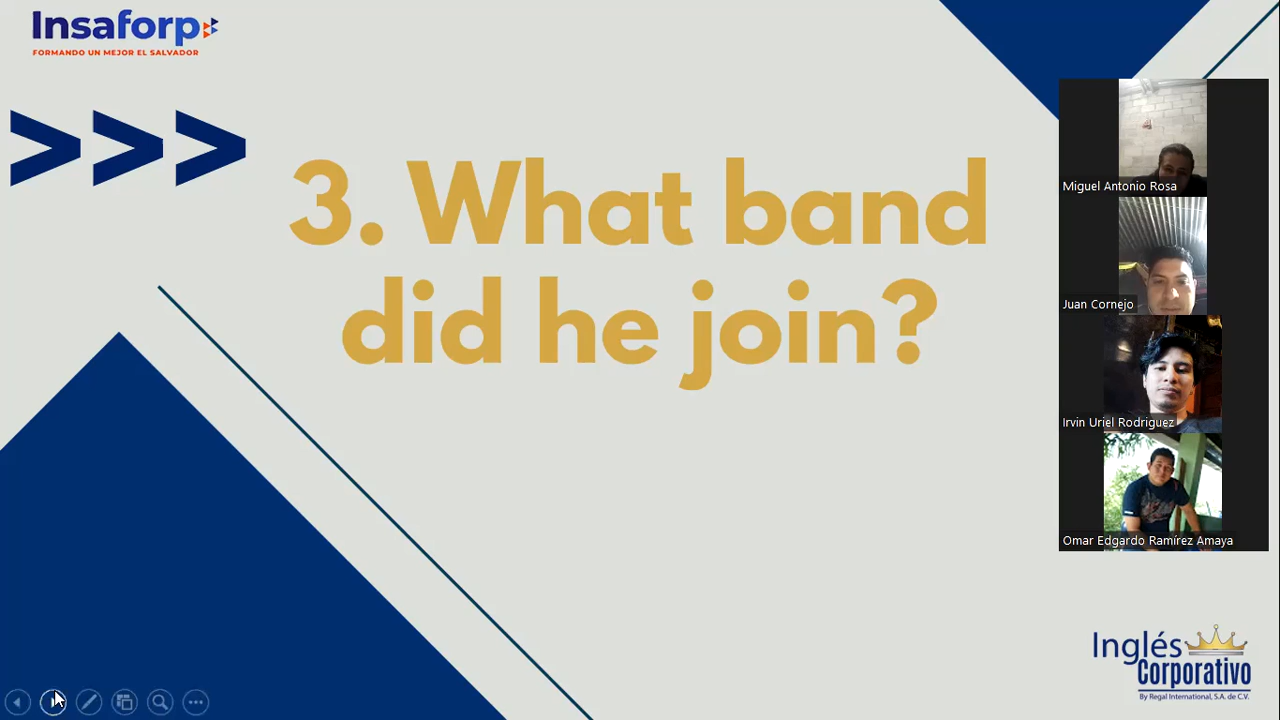 Insaforp
FORMANDO UN MEJOR EL SALVADOR
3. What band
did he join?
Miguel Antonio Rosa
Juan Cornejo
Irvin Uriel Rodriguez
Omar Edgardo Ramírez Amaya
Inglés
Corporativo
By Regal International, S.A. de C.V.